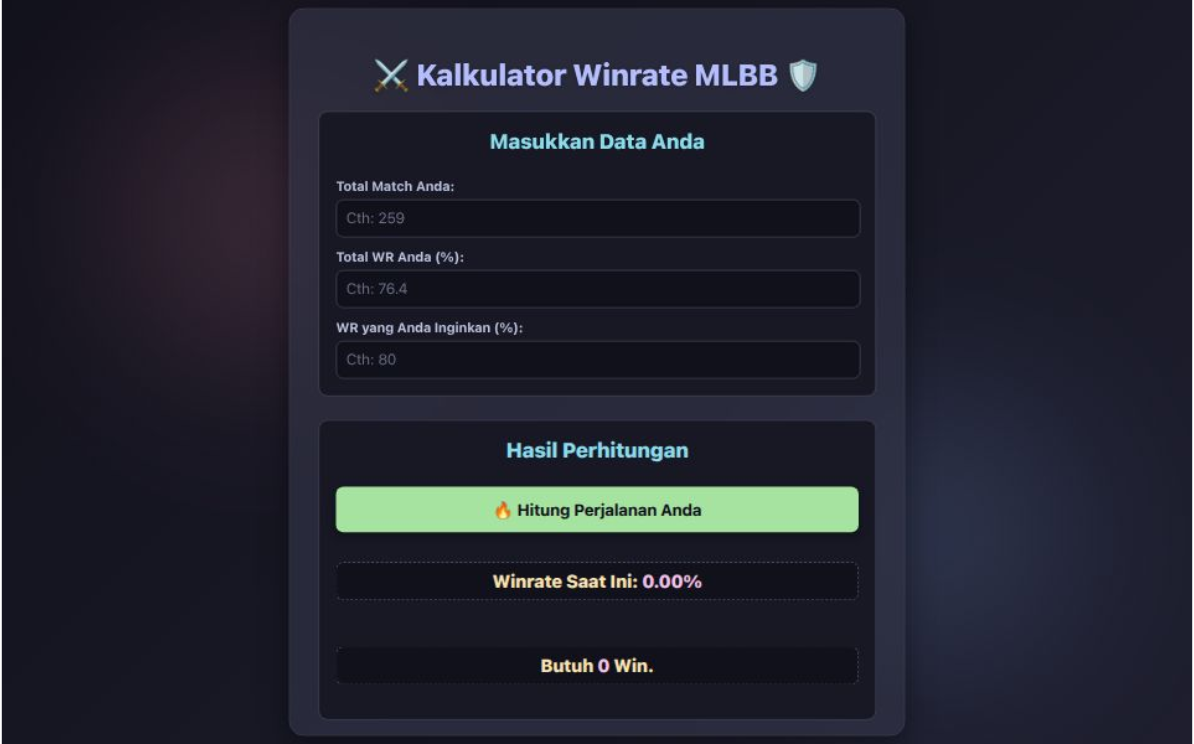 ⚔️ Kalkulator Winrate MLBB 🛡️
Masukkan Data Anda
Total Match Anda:
Cth: 259
Total WR Anda (%):
Cth: 76.4
WR yang Anda Inginkan (%):
Cth: 80
Hasil Perhitungan
🔥 Hitung Perjalanan Anda
Winrate Saat Ini: 0.00%
Butuh 0 Win.